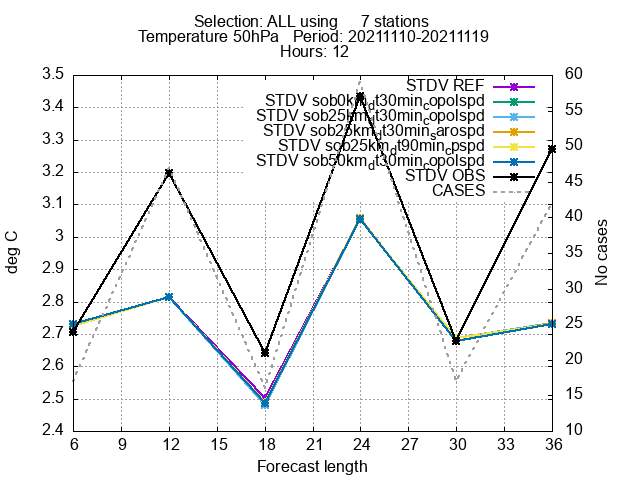 Selection: ALL using 7 stations
Temperature 50hPa Period: 20211110-20211119
Hours: 12
STDV REF
STDV sob0km_dt30min_copolspd
STDV sob25km_dt30min_copolspd
STDV sob25km_dt30min_sarospd
STDV sob25km_dt90min_cpspd
STDV sob50km_dt30min_copolspd
STDV OBS
CASES
3.5
3.4
3.3
3.2
3.1
3
2.9
2.8
2.7
2.6
2.5
2.4
deg C
60
55
50
45
40
35
30
25
20
15
10
No cases
6 9 12 15 18 21 24 27 30 33 36
Forecast length